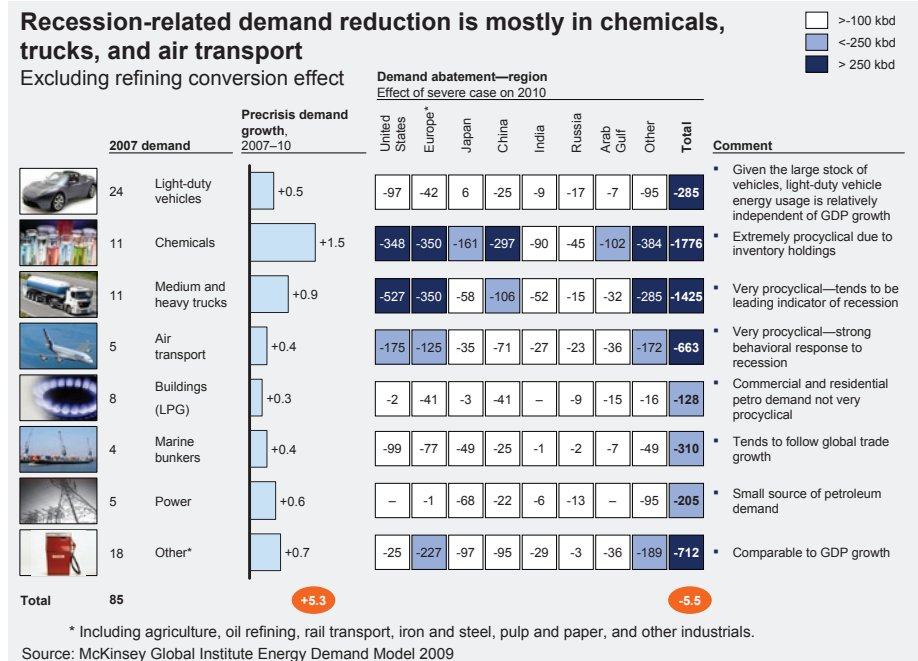 Recession-related demand reduction is mostly in chemicals,
trucks, and air transport
Excluding refining conversion effect
>-100 kbd
<-250 kbd
> 250 kbd
Demand abatement—region
Effect of severe case on 2010
2007 demand
Precrisis demand
growth,
2007–10
United
States
Europe*
Japan
China
India
Russia
Arab
Gulf
Other
Total
Comment
24 Light-duty
vehicles
+0.5
-97 -42 6 -25 -9 -17 -7 -95 -285
▪ Given the large stock of
vehicles, light-duty vehicle
energy usage is relatively
independent of GDP growth
11 Chemicals
+1.5
-348 -350 -161 -297 -90 -45 -102 -384 -1776
▪ Extremely procyclical due to
inventory holdings
11 Medium and
heavy trucks
+0.9
-527 -350 -58 -106 -52 -15 -32 -285 -1425
▪ Very procyclical—tends to be
leading indicator of recession
5 Air
transport
+0.4
-175 -125 -35 -71 -27 -23 -36 -172 -663
▪ Very procyclical—strong
behavioral response to
recession
8 Buildings
(LPG)
+0.3
-2 -41 -3 -41 – -9 -15 -16 -128
▪ Commercial and residential
petro demand not very
procyclical
4 Marine
bunkers
+0.4
-99 -77 -49 -25 -1 -2 -7 -49 -310
▪ Tends to follow global trade
growth
5 Power
+0.6
– -1 -68 -22 -6 -13 – -95 -205
▪ Small source of petroleum
demand
18 Other*
+0.7
-25 -227 -97 -95 -29 -3 -36 -189 -712
▪ Comparable to GDP growth
Total 85 +5.3 -5.5
* Including agriculture, oil refining, rail transport, iron and steel, pulp and paper, and other industrials.
Source: McKinsey Global Institute Energy Demand Model 2009